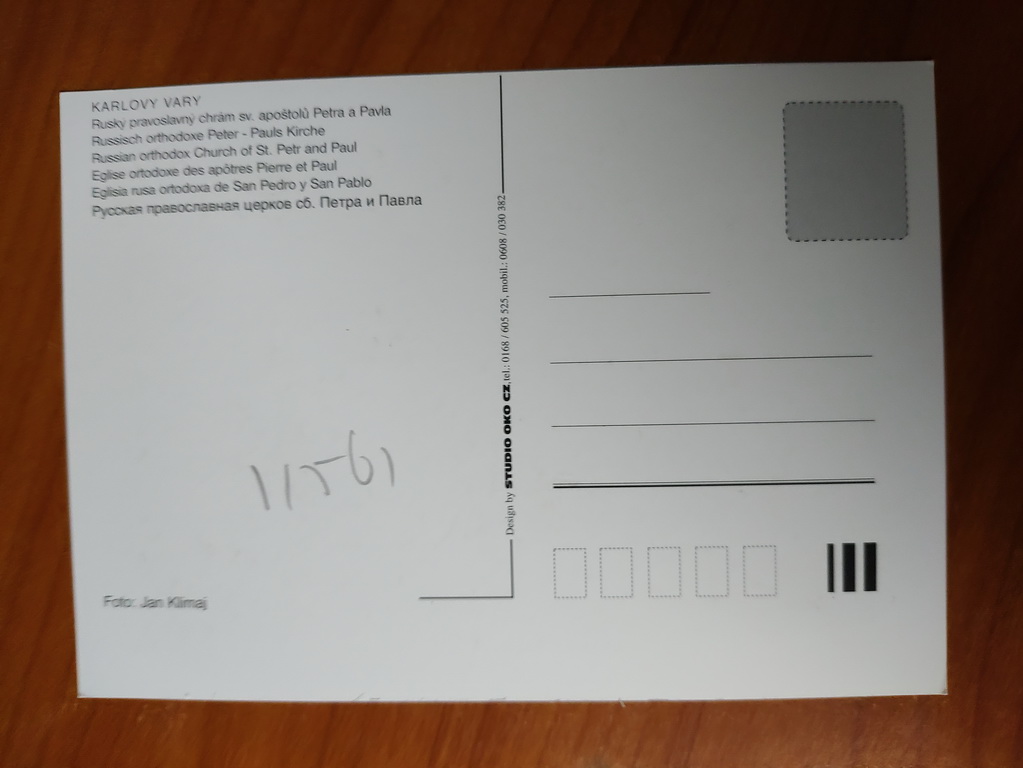 KARLOVY VARY
Ruský pravoslavný chrám sv. apoštolů Petra a Pavla
Russisch orthodoxe Peter - Pauls Kirche
Russian orthodox Church of St. Petr and Paul
Eglise ortodoxe des apôtres Pierre et Paul
Eglisia rusa ortodoxa de San Pedro y San Pablo
Русская православная церков сб. Петра и Павла
11561
Foto: Jan Klimaj
Design by STUDIO OKO CZ, tel.: 0168 / 605 525, mobil.: 0608 / 030 382